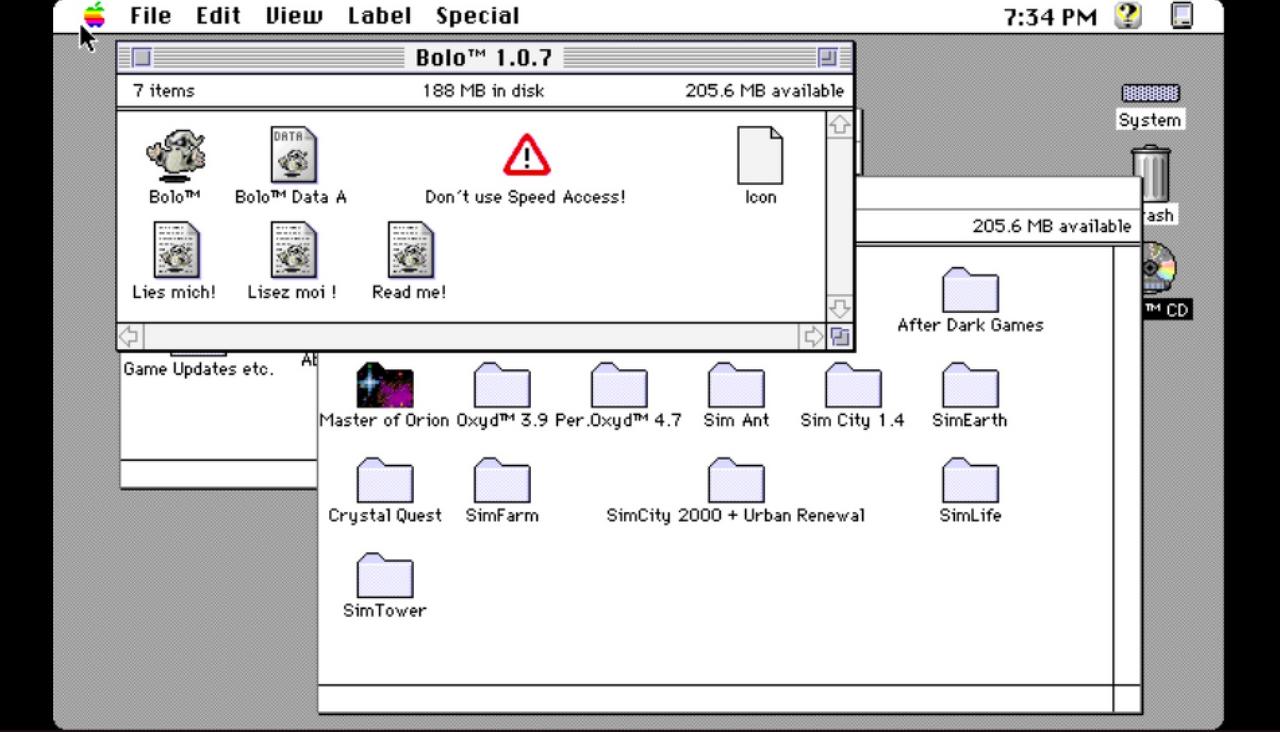 File Edit View Label Special 7:34 PM
Bolo™ 1.0.7
7 items 188 MB in disk 205.6 MB available
DATA
Bolo™ Bolo™ Data A Don't use Speed Access! Icon
Lies mich! Lisez moi ! Read me!
System
ash
™ CD
205.6 MB available
After Dark Games
Game Updates etc.
Master of Orion Oxyd™ 3.9 Per.Oxyd™ 4.7 Sim Ant Sim City 1.4 SimEarth
Crystal Quest SimFarm SimCity 2000 + Urban Renewal SimLife
SimTower